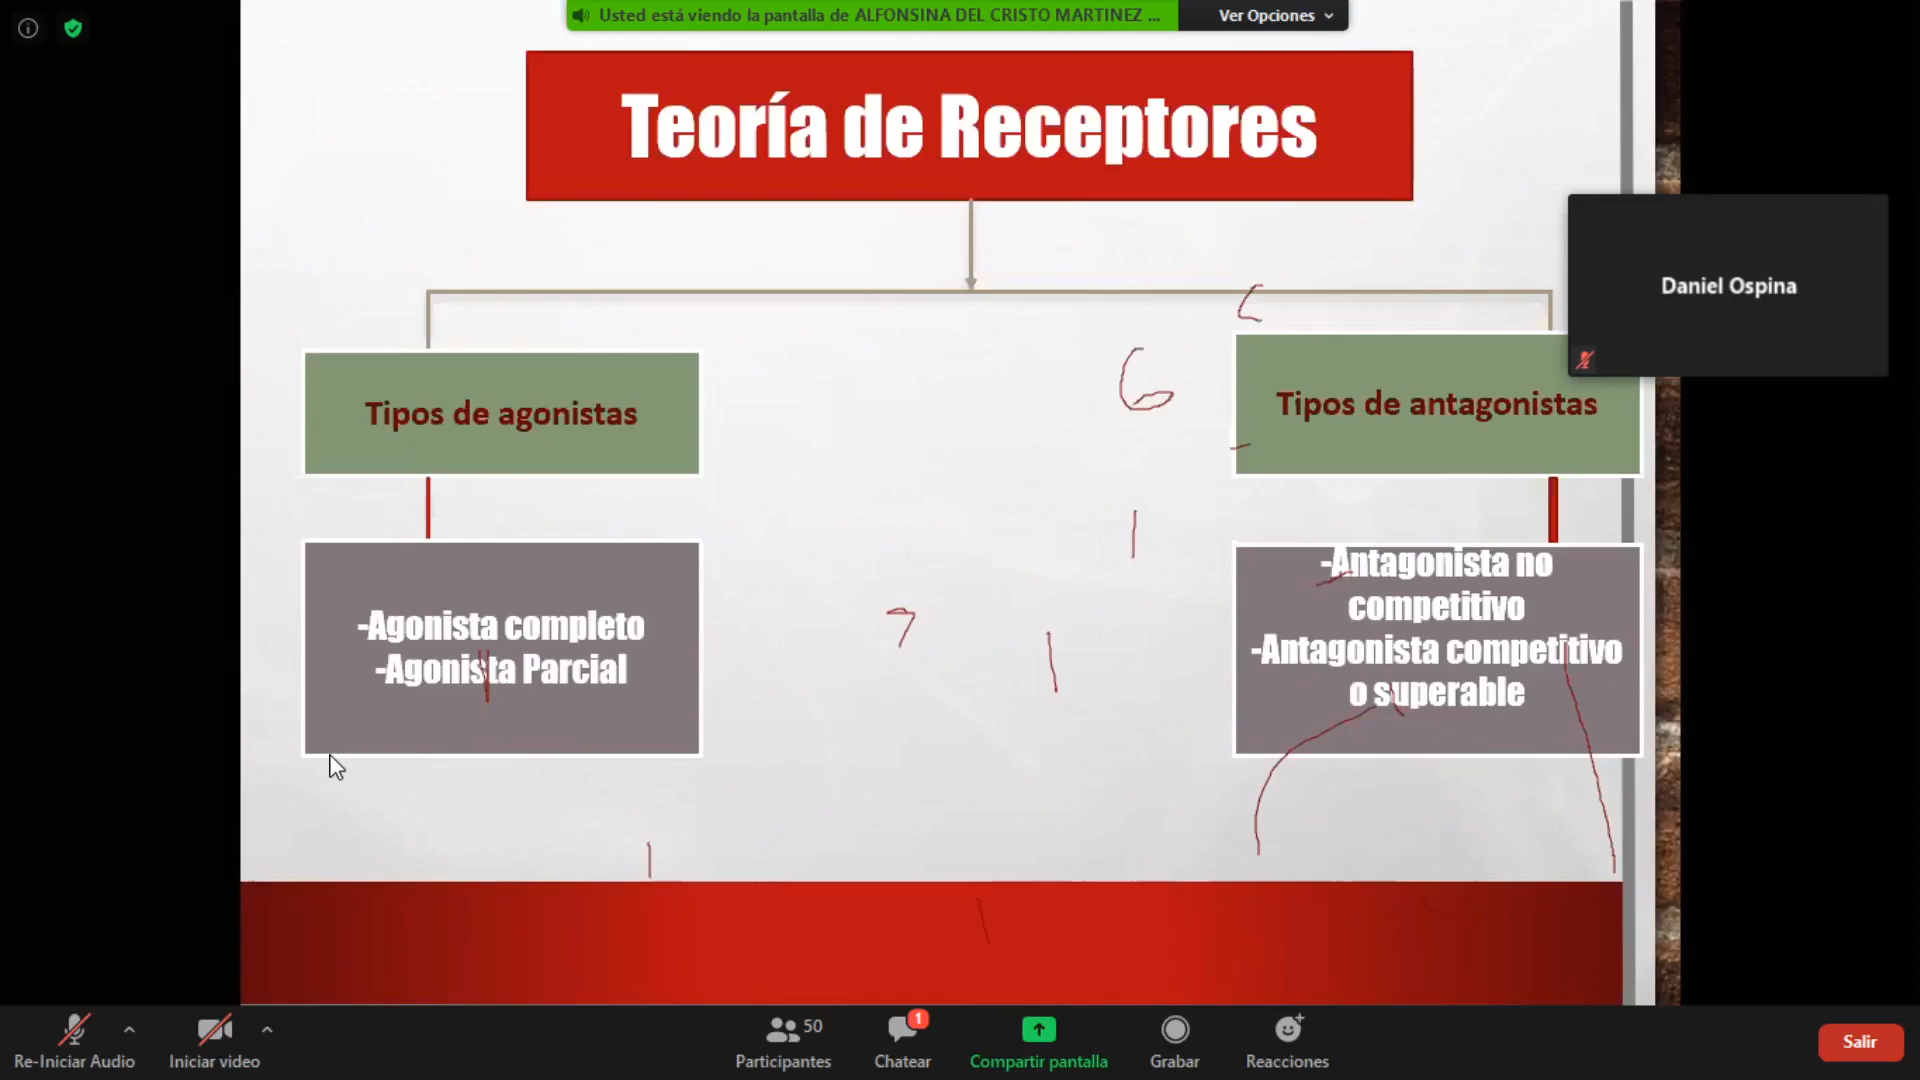 Usted está viendo la pantalla de ALFONSINA DEL CRISTO MARTINEZ ...
Ver Opciones
Teoría de Receptores
Daniel Ospina
Tipos de agonistas
Tipos de antagonistas
-Agonista completo
-Agonista Parcial
-Antagonista no
competitivo
-Antagonista competitivo
o superable
50
1
Re-Iniciar Audio
Iniciar video
Participantes
Chatear
Compartir pantalla
Grabar
Reacciones
Salir